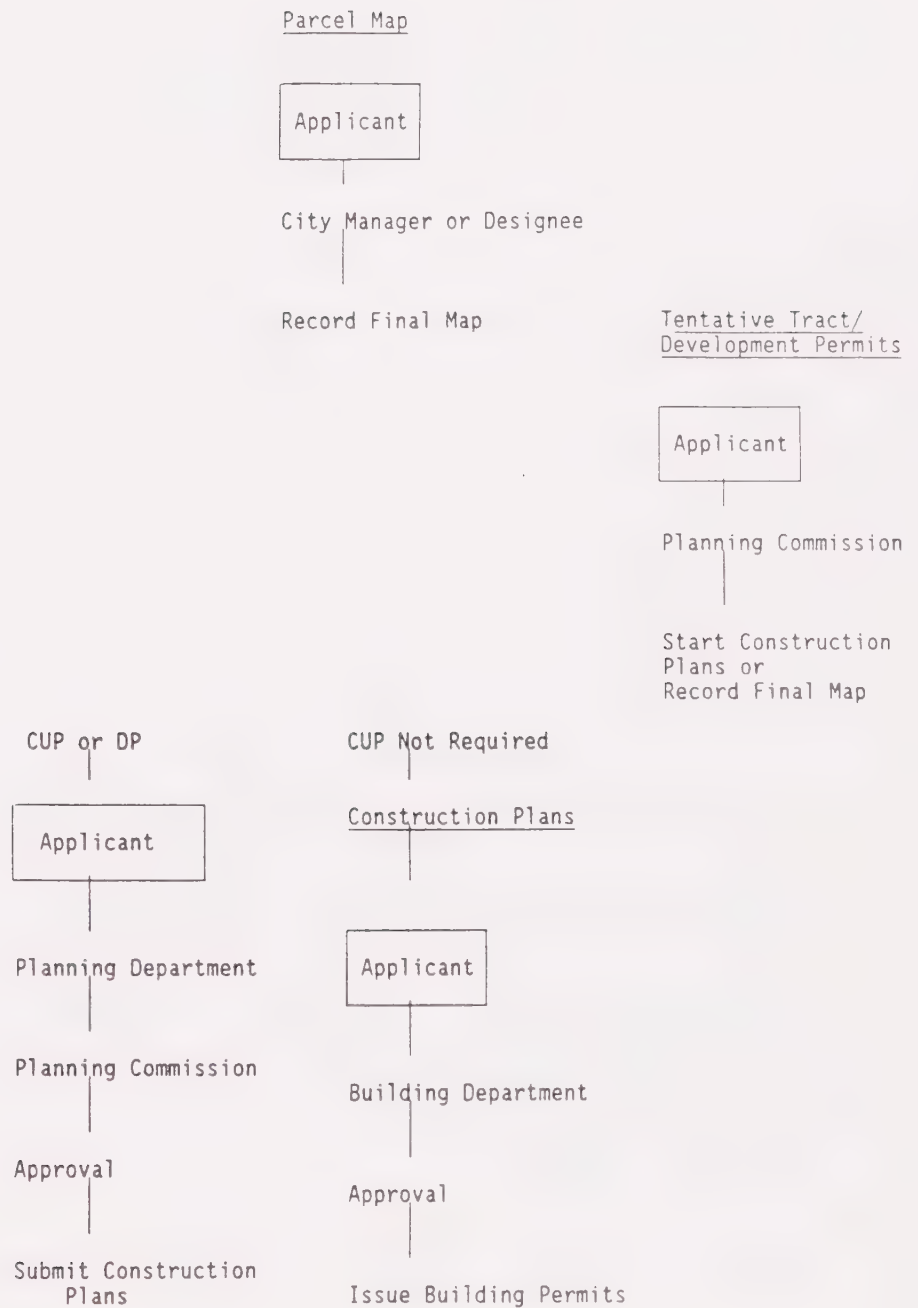 Parcel Map
Applicant
City Manager or Designee
Record Final Map
Tentative Tract/
Development Permits
Applicant
Planning Commission
Start Construction
Plans or
Record Final Map
CUP or DP
Applicant
Planning Department
Planning Commission
Approval
Submit Construction
Plans
CUP Not Required
Construction Plans
Applicant
Building Department
Approval
Issue Building Permits